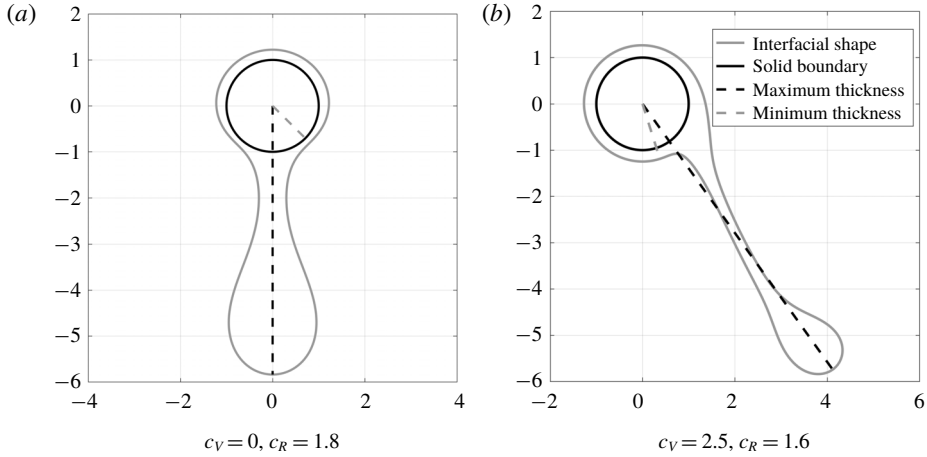 (a)
2
1
0
−1
−2
−3
−4
−5
−6
−4 −2 0 2 4
c_V = 0, c_R = 1.8
(b)
2
1
0
−1
−2
−3
−4
−5
−6
−2 0 2 4 6
Interfacial shape
Solid boundary
Maximum thickness
Minimum thickness
c_V = 2.5, c_R = 1.6